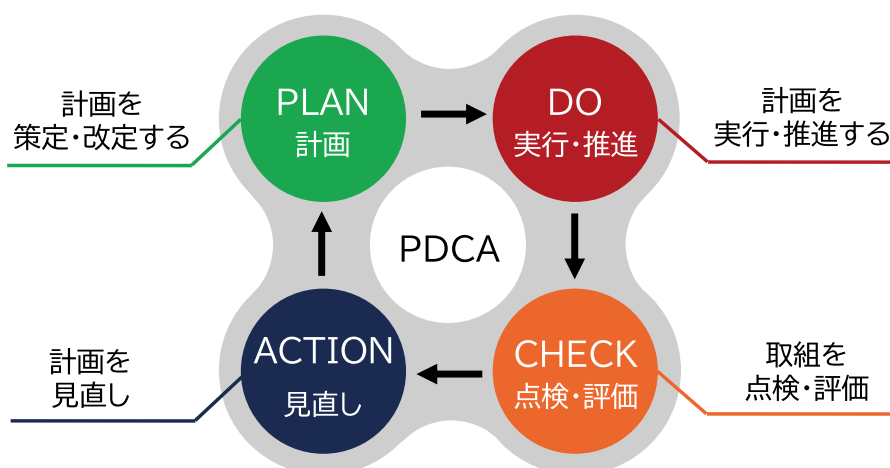 計画を
策定・改定する
PLAN
計画
DO
実行・推進
計画を
実行・推進する
PDCA
計画を
見直し
ACTION
見直し
CHECK
点検・評価
取組を
点検・評価